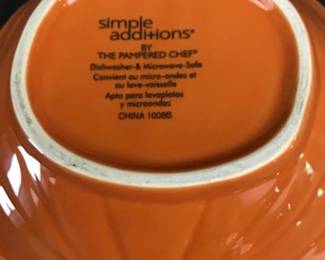 simple
additions®
BY
THE PAMPERED CHEF®
Dishwasher- & Microwave-Safe
Convient au micro-ondes et
au lave-vaisselle
Apto para lavaplatos
y microondas
CHINA 1008G